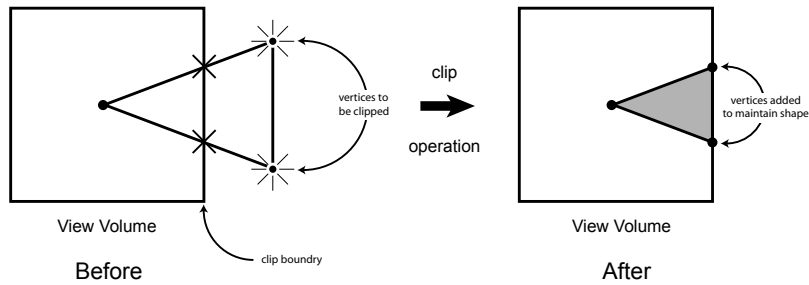 vertices to
be clipped
clip
operation
vertices added
to maintain shape
View Volume
clip boundry
Before
View Volume
After